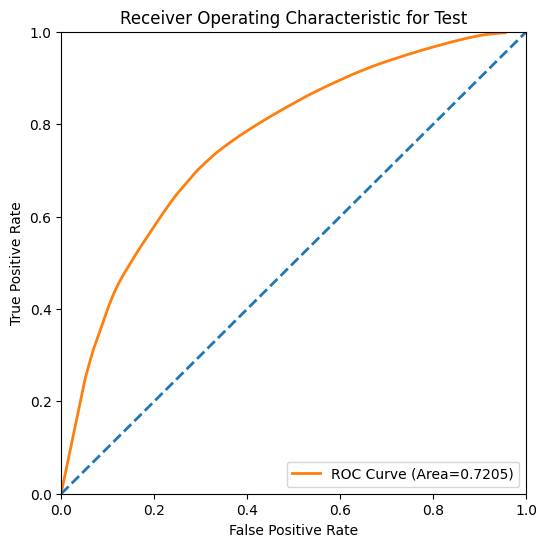 Receiver Operating Characteristic for Test
1.0
0.8
0.6
0.4
0.2
0.0
True Positive Rate
ROC Curve (Area=0.7205)
0.0 0.2 0.4 0.6 0.8 1.0
False Positive Rate